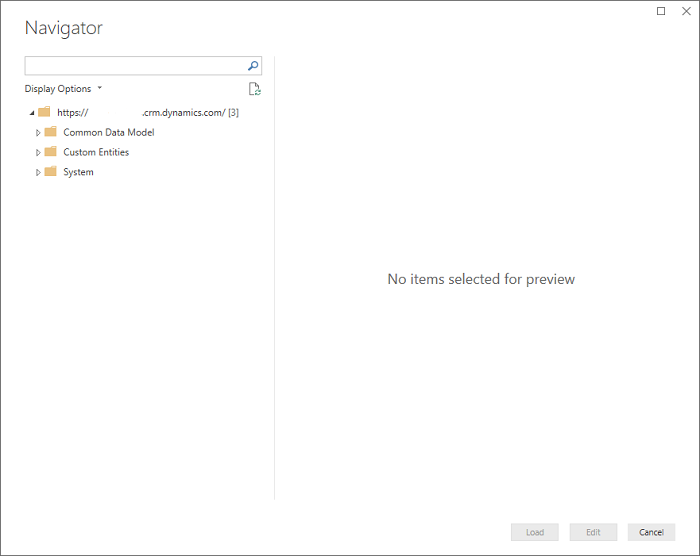 Navigator
Display Options
https:// .crm.dynamics.com/ [3]
Common Data Model
Custom Entities
System
No items selected for preview
Load
Edit
Cancel